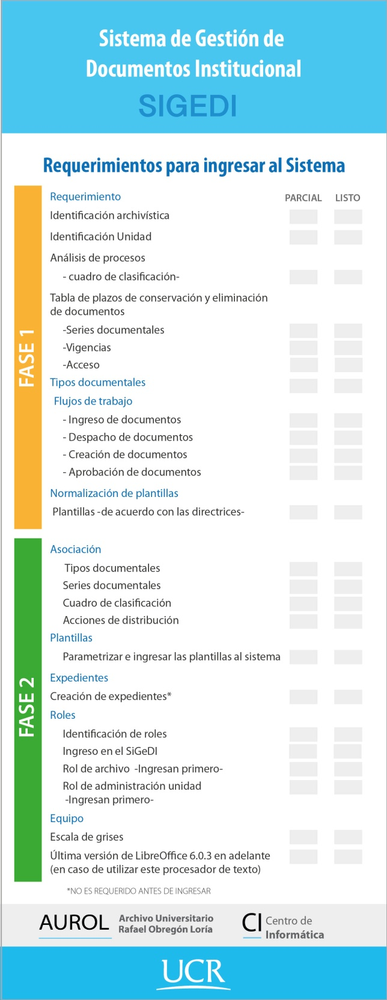 Sistema de Gestión de
Documentos Institucional
SIGEDI
Requerimientos para ingresar al Sistema
FASE 1
Requerimiento PARCIAL LISTO
Identificación archivística
Identificación Unidad
Análisis de procesos
- cuadro de clasificación-
Tabla de plazos de conservación y eliminación
de documentos
-Series documentales
-Vigencias
-Acceso
Tipos documentales
Flujos de trabajo
- Ingreso de documentos
- Despacho de documentos
- Creación de documentos
- Aprobación de documentos
Normalización de plantillas
Plantillas -de acuerdo con las directrices-
FASE 2
Asociación
Tipos documentales
Series documentales
Cuadro de clasificación
Acciones de distribución
Plantillas
Parametrizar e ingresar las plantillas al sistema
Expedientes
Creación de expedientes*
Roles
Identificación de roles
Ingreso en el SiGeDI
Rol de archivo -Ingresan primero-
Rol de administración unidad
-Ingresan primero-
Equipo
Escala de grises
Última versión de LibreOffice 6.0.3 en adelante
(en caso de utilizar este procesador de texto)
*NO ES REQUERIDO ANTES DE INGRESAR
AUROL Archivo Universitario
Rafael Obregón Loría
CI Centro de
Informática
UCR